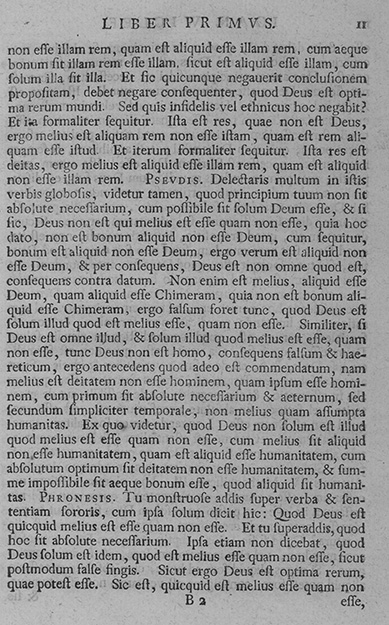 LIBER PRIMVS. 11
non eſſe illam rem, quam eſt aliquid eſſe illam rem, cum aeque
bonum ſit illam rem eſſe illam, ſicut eſt aliquid eſſe illam, cum
ſolum illa ſit illa. Et ſic quicunque negauerit concluſionem
propoſitam, debet negare conſequenter, quod Deus eſt opti-
ma rerum mundi. Sed quis infidelis vel ethnicus hoc negabit?
Et ita formaliter ſequitur. Iſta eſt res, quae non eſt Deus,
ergo melius eſt aliquam rem non eſſe iſtam, quam eſt rem ali-
quam eſſe iſtud. Et iterum formaliter ſequitur. Iſta res eſt
deitas, ergo melius eſt aliquid eſſe illam rem, quam eſt aliquid
non eſſe illam rem. PSEVDIS. Delectaris multum in iſtis
verbis globoſis, videtur tamen, quod principium tuum non ſit
abſolute neceſſarium, cum poſſibile ſit ſolum Deum eſſe, & ſi
ſic, Deus non eſt qui melius eſt eſſe quam non eſſe, quia hoc
dato, non eſt bonum aliquid non eſſe Deum, cum ſequitur,
bonum eſt aliquid non eſſe Deum, ergo verum eſt aliquid non
eſſe Deum, & per conſequens, Deus eſt non omne quod eſt,
conſequens contra datum. Non enim eſt melius, aliquid eſſe
Deum, quam aliquid eſſe Chimeram, quia non eſt bonum ali-
quid eſſe Chimeram, ergo falſum foret tunc, quod Deus eſt
ſolum illud quod eſt melius eſſe, quam non eſſe. Similiter, ſi
Deus eſt omne illud, & ſolum illud quod melius eſt eſſe, quam
non eſſe, tunc Deus non eſt homo, conſequens falſum & hae-
reticum, ergo antecedens quod adeo eſt commendatum, nam
melius eſt deitatem non eſſe hominem, quam ipſum eſſe homi-
nem, cum primum ſit abſolute neceſſarium & aeternum, ſed
ſecundum ſimpliciter temporale, non melius quam aſſumpta
humanitas. Ex quo videtur, quod Deus non ſolum eſt illud
quod melius eſt eſſe quam non eſſe, cum melius ſit aliquid
non eſſe humanitatem, quam eſt aliquid eſſe humanitatem, cum
abſolutum optimum ſit deitatem non eſſe humanitatem, & ſum-
me impoſſibile ſit aeque bonum eſſe, quod aliquid ſit humani-
tas. PHRONESIS. Tu monſtruoſe addis ſuper verba & ſen-
tentiam ſororis, cum ipſa ſolum dicit hic: Quod Deus eſt
quicquid melius eſt eſſe quam non eſſe. Et tu ſuperaddis, quod
hoc ſit abſolute neceſſarium. Ipſa etiam non dicebat, quod
Deus ſolum eſt idem, quod eſt melius eſſe quam non eſſe, ſicut
poſtmodum falſe fingis. Sicut ergo Deus eſt optima rerum,
quae poteſt eſſe. Sic eſt, quicquid eſt melius eſſe quam non
B 2 eſſe,